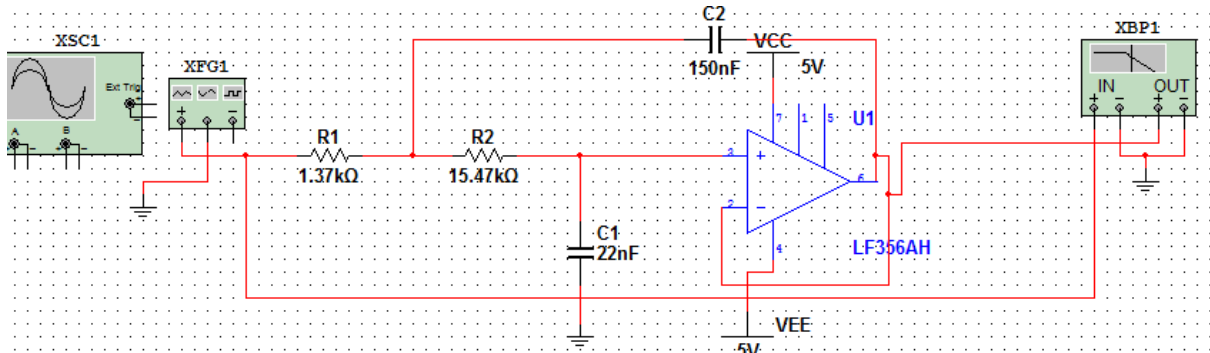 XSC1
Ext Trig
+
−
A
B
+ − + −
XFG1
+ −
R1
1.37kΩ
R2
15.47kΩ
C2
150nF
VCC
5V
C1
22nF
U1
3
2
7
1
5
6
4
+
−
LF356AH
VEE
5V
XBP1
IN OUT
+ − + −